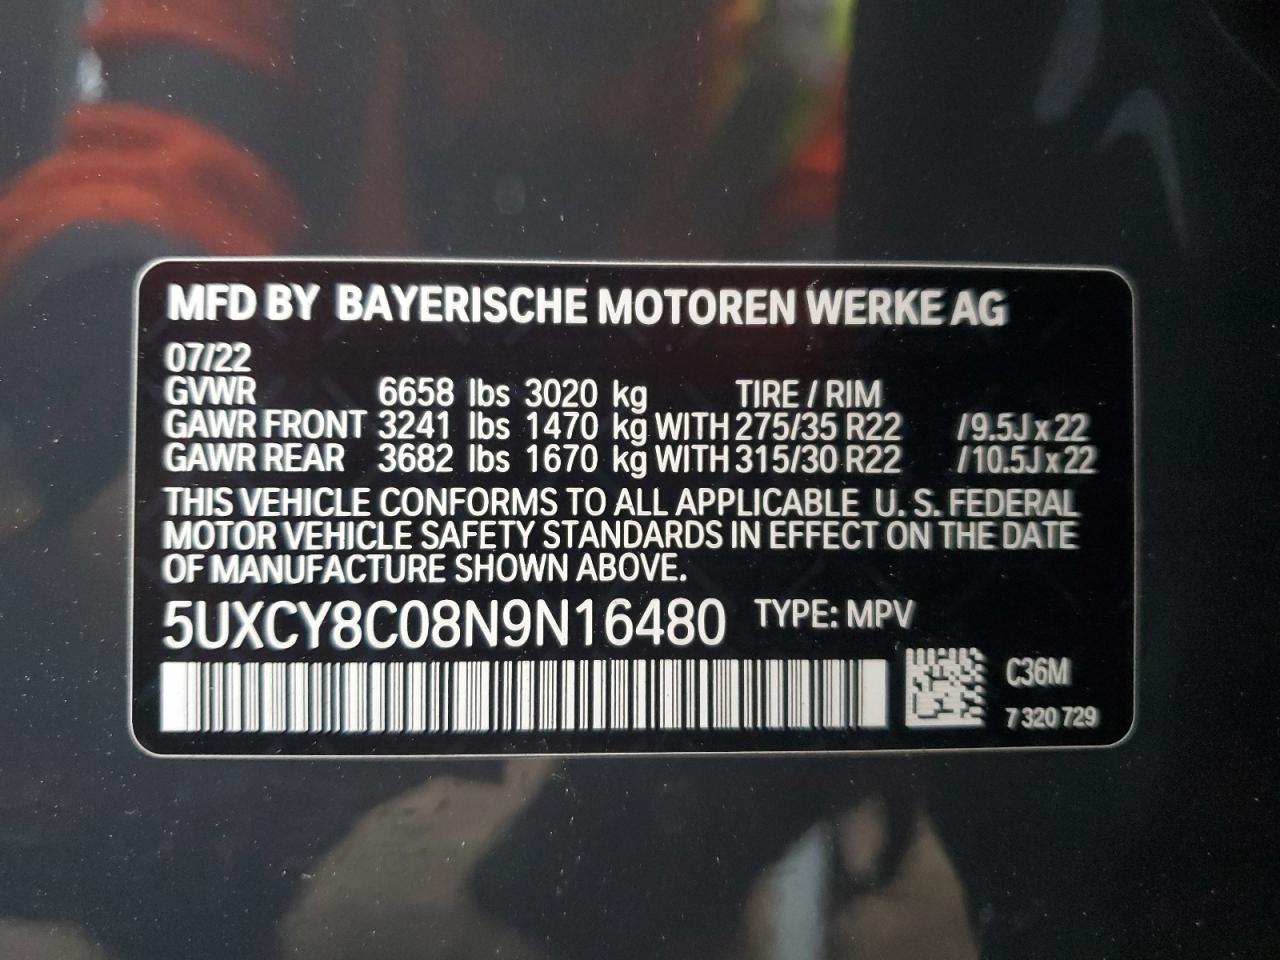 MFD BY BAYERISCHE MOTOREN WERKE AG
07/22
GVWR 6658 lbs 3020 kg TIRE / RIM
GAWR FRONT 3241 lbs 1470 kg WITH 275/35 R22 /9.5J x 22
GAWR REAR 3682 lbs 1670 kg WITH 315/30 R22 /10.5J x 22
THIS VEHICLE CONFORMS TO ALL APPLICABLE U. S. FEDERAL
MOTOR VEHICLE SAFETY STANDARDS IN EFFECT ON THE DATE
OF MANUFACTURE SHOWN ABOVE.
5UXCY8C08N9N16480 TYPE: MPV
C36M
7 320 729